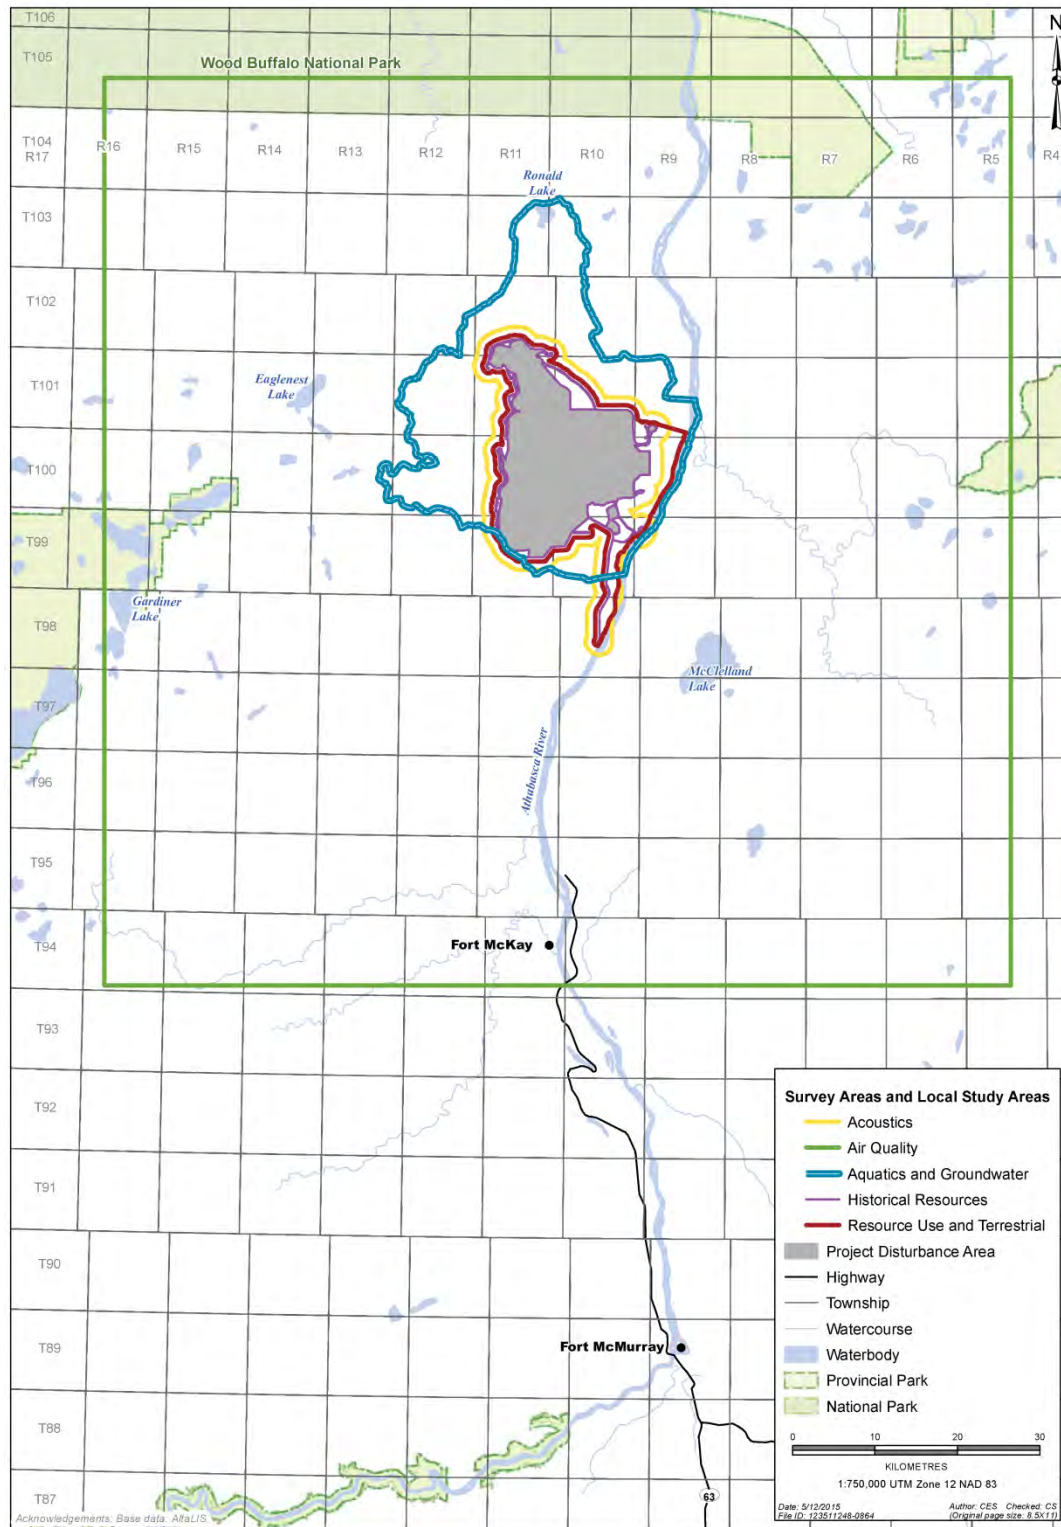 T106
N
T105
Wood Buffalo National Park
T104
R17
R16
R15
R14
R13
R12
R11
R10
R9
R8
R7
R6
R5
R4
Ronald
Lake
T103
T102
T101
Eaglenest
Lake
T100
T99
Gardiner
Lake
T98
McClelland
Lake
T97
T96
Athabasca River
T95
T94
Fort McKay
T93
T92
T91
T90
T89
Fort McMurray
T88
T87
63
Survey Areas and Local Study Areas
Acoustics
Air Quality
Aquatics and Groundwater
Historical Resources
Resource Use and Terrestrial
Project Disturbance Area
Highway
Township
Watercourse
Waterbody
Provincial Park
National Park
0 10 20 30
KILOMETRES
1:750,000 UTM Zone 12 NAD 83
Date: 5/12/2015 Author: CES Checked: CS
File ID: 123511248-0864 (Original page size: 8.5X11)
Acknowledgements: Base data: AltaLIS